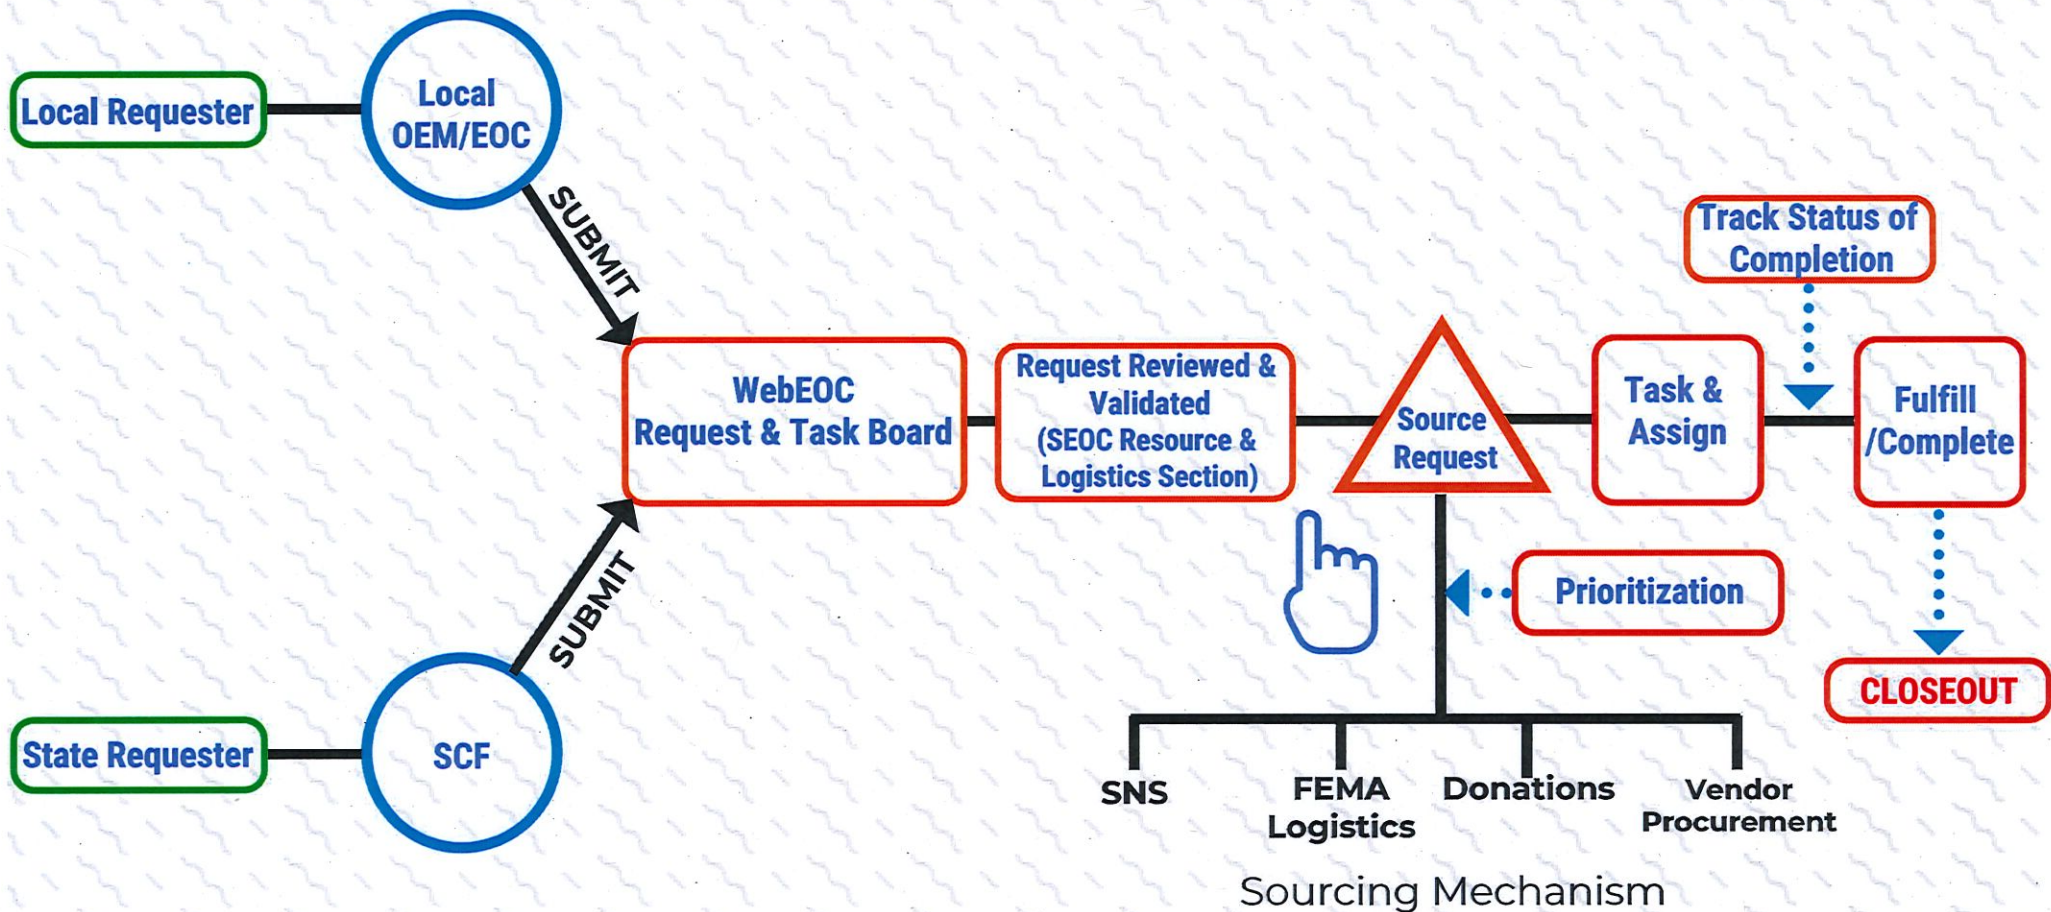 Local Requester
Local
OEM/EOC
SUBMIT
WebEOC
Request & Task Board
State Requester
SCF
SUBMIT
Request Reviewed &
Validated
(SEOC Resource &
Logistics Section)
Source
Request
Task &
Assign
Track Status of
Completion
Fulfill
/Complete
Prioritization
CLOSEOUT
SNS
FEMA
Logistics
Donations
Vendor
Procurement
Sourcing Mechanism